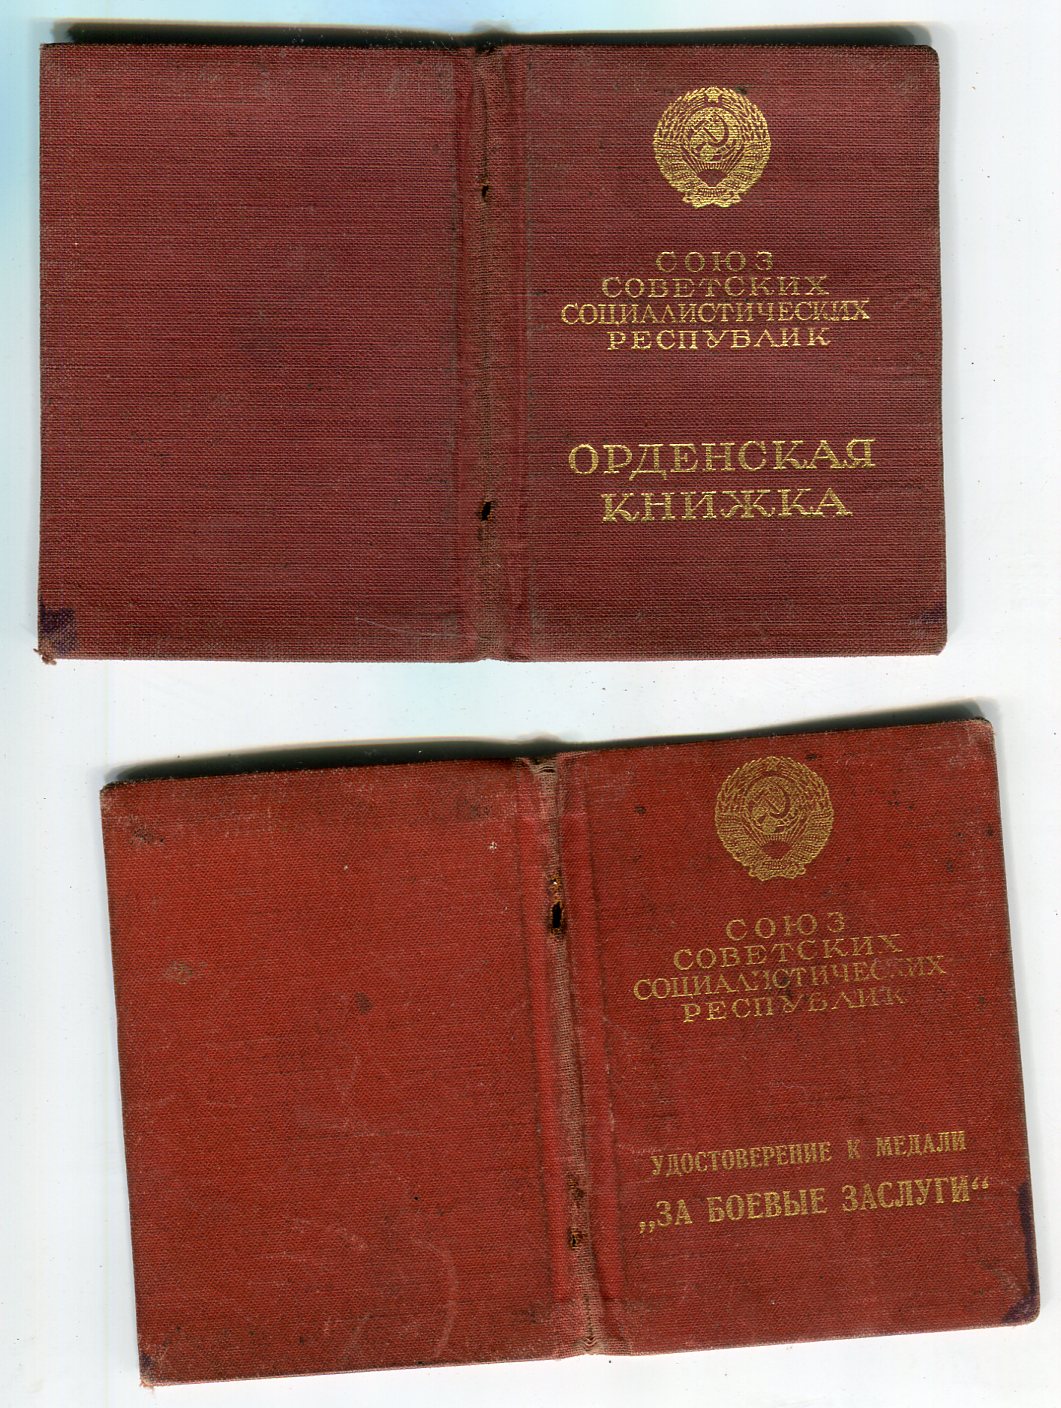 СОЮЗ
СОВЕТСКИХ
СОЦИАЛИСТИЧЕСКИХ
РЕСПУБЛИК
ОРДЕНСКАЯ
КНИЖКА
СОЮЗ
СОВЕТСКИХ
СОЦИАЛИСТИЧЕСКИХ
РЕСПУБЛИК
УДОСТОВЕРЕНИЕ К МЕДАЛИ
„ЗА БОЕВЫЕ ЗАСЛУГИ“